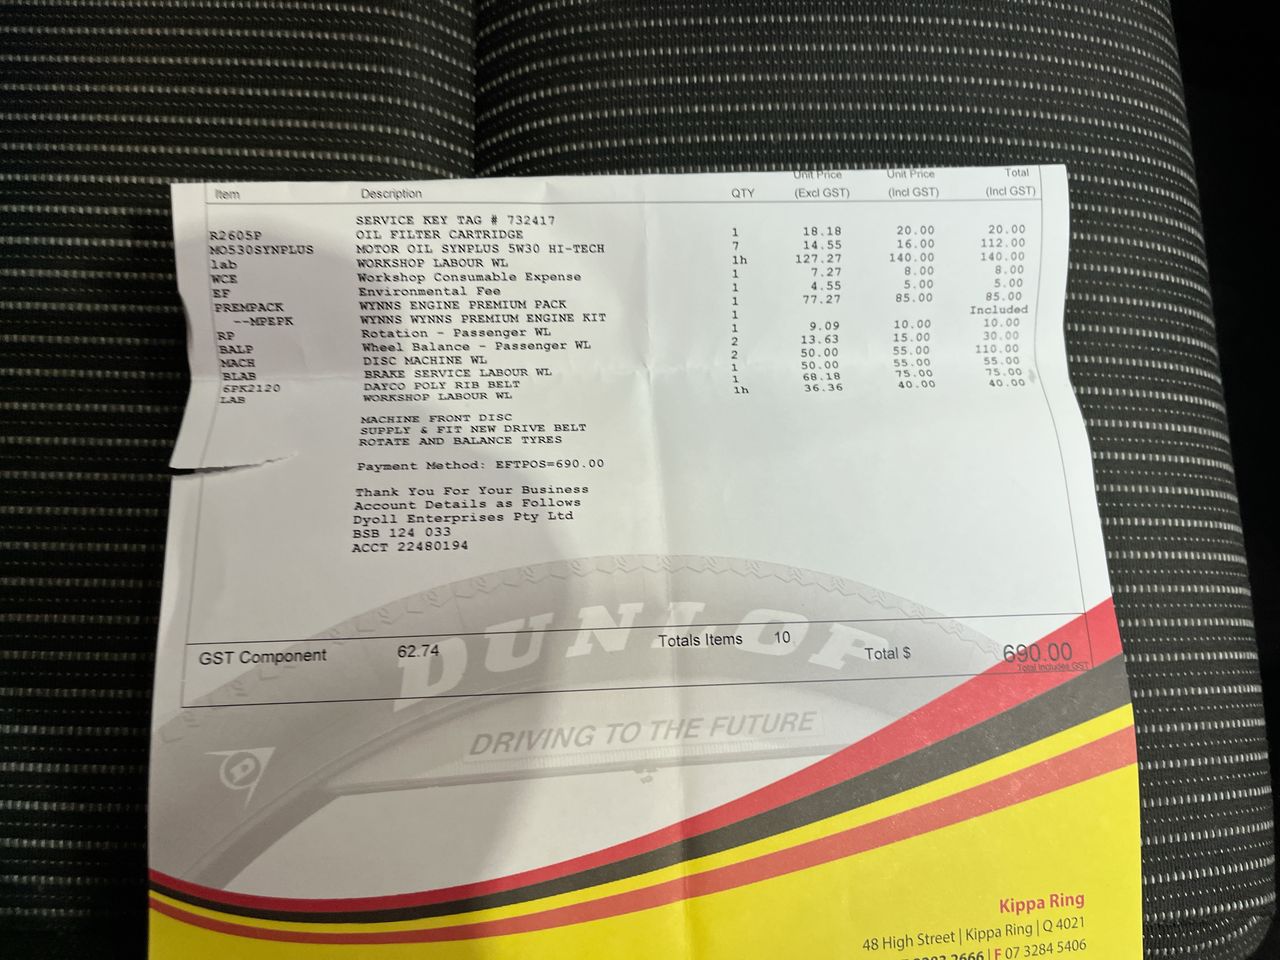 Item Description QTY Unit Price (Excl GST) Unit Price (Incl GST) Total (Incl GST)
SERVICE KEY TAG # 732417
R2605P OIL FILTER CARTRIDGE 1 18.18 20.00 20.00
MO530SYNPLUS MOTOR OIL SYNPLUS 5W30 HI-TECH 7 14.55 16.00 112.00
lab WORKSHOP LABOUR WL 1h 127.27 140.00 140.00
WCE Workshop Consumable Expense 1 7.27 8.00 8.00
EF Environmental Fee 1 4.55 5.00 5.00
PREMPACK WYNNS ENGINE PREMIUM PACK 1 77.27 85.00 85.00
--MPEPK WYNNS WYNNS PREMIUM ENGINE KIT 1 Included
RP Rotation - Passenger WL 1 9.09 10.00 10.00
BALP Wheel Balance - Passenger WL 2 13.63 15.00 30.00
MACH DISC MACHINE WL 2 50.00 55.00 110.00
BLAB BRAKE SERVICE LABOUR WL 1 50.00 55.00 55.00
6PK2120 DAYCO POLY RIB BELT 1 68.18 75.00 75.00
LAB WORKSHOP LABOUR WL 1h 36.36 40.00 40.00
MACHINE FRONT DISC
SUPPLY & FIT NEW DRIVE BELT
ROTATE AND BALANCE TYRES
Payment Method: EFTPOS=690.00
Thank You For Your Business
Account Details as Follows
Dyoll Enterprises Pty Ltd
BSB 124 033
ACCT 22480194
GST Component 62.74 Totals Items 10 Total $ 690.00
Total includes GST
DUNLOP
DRIVING TO THE FUTURE
D
Kippa Ring
48 High Street | Kippa Ring | Q 4021
2666 | F 07 3284 5406